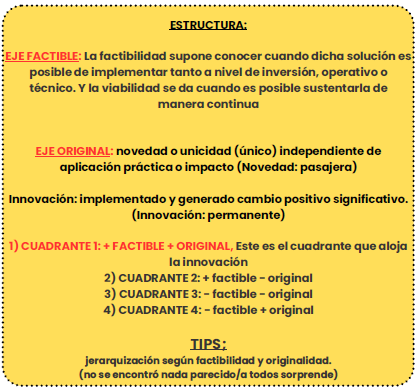 ESTRUCTURA:
EJE FACTIBLE: La factibilidad supone conocer cuando dicha solución es
posible de implementar tanto a nivel de inversión, operativo o
técnico. Y la viabilidad se da cuando es posible sustentarla de
manera continua
EJE ORIGINAL: novedad o unicidad (único) independiente de
aplicación práctica o impacto (Novedad: pasajera)
Innovación: implementado y generado cambio positivo significativo.
(Innovación: permanente)
1) CUADRANTE 1: + FACTIBLE + ORIGINAL, Este es el cuadrante que aloja
la innovación
2) CUADRANTE 2: + factible - original
3) CUADRANTE 3: - factible - original
4) CUADRANTE 4: - factible + original
TIPS:
jerarquización según factibilidad y originalidad.
(no se encontró nada parecido/a todos sorprende)